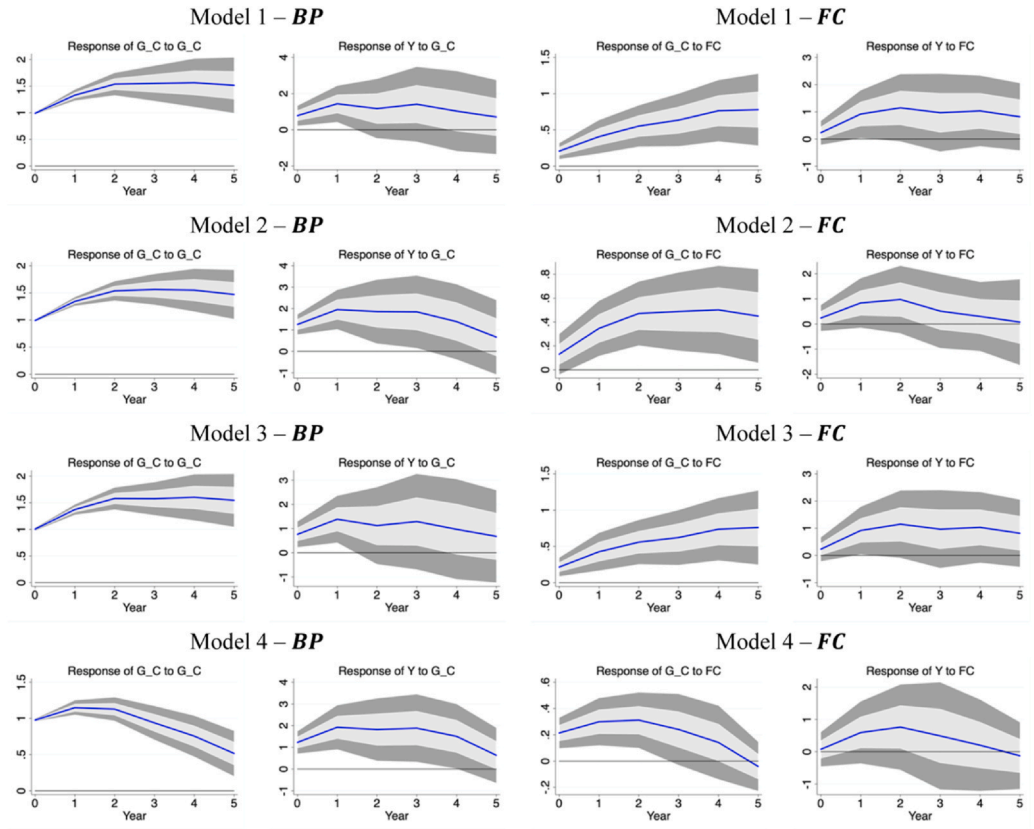 Model 1 – BP
Model 1 – FC
Response of G_C to G_C
Response of Y to G_C
Response of G_C to FC
Response of Y to FC
0 .5 1 1.5 2
-2 0 2 4
0 .5 1 1.5
-1 0 1 2 3
0 1 2 3 4 5
0 1 2 3 4 5
0 1 2 3 4 5
0 1 2 3 4 5
Year
Year
Year
Year
Model 2 – BP
Model 2 – FC
Response of G_C to G_C
Response of Y to G_C
Response of G_C to FC
Response of Y to FC
0 .5 1 1.5 2
-1 0 1 2 3 4
0 .2 .4 .6 .8
-2 -1 0 1 2
0 1 2 3 4 5
0 1 2 3 4 5
0 1 2 3 4 5
0 1 2 3 4 5
Year
Year
Year
Year
Model 3 – BP
Model 3 – FC
Response of G_C to G_C
Response of Y to G_C
Response of G_C to FC
Response of Y to FC
0 .5 1 1.5 2
-1 0 1 2 3
0 .5 1 1.5
-1 0 1 2 3
0 1 2 3 4 5
0 1 2 3 4 5
0 1 2 3 4 5
0 1 2 3 4 5
Year
Year
Year
Year
Model 4 – BP
Model 4 – FC
Response of G_C to G_C
Response of Y to G_C
Response of G_C to FC
Response of Y to FC
0 .5 1 1.5
-1 0 1 2 3 4
-.2 0 .2 .4 .6
-1 0 1 2
0 1 2 3 4 5
0 1 2 3 4 5
0 1 2 3 4 5
0 1 2 3 4 5
Year
Year
Year
Year